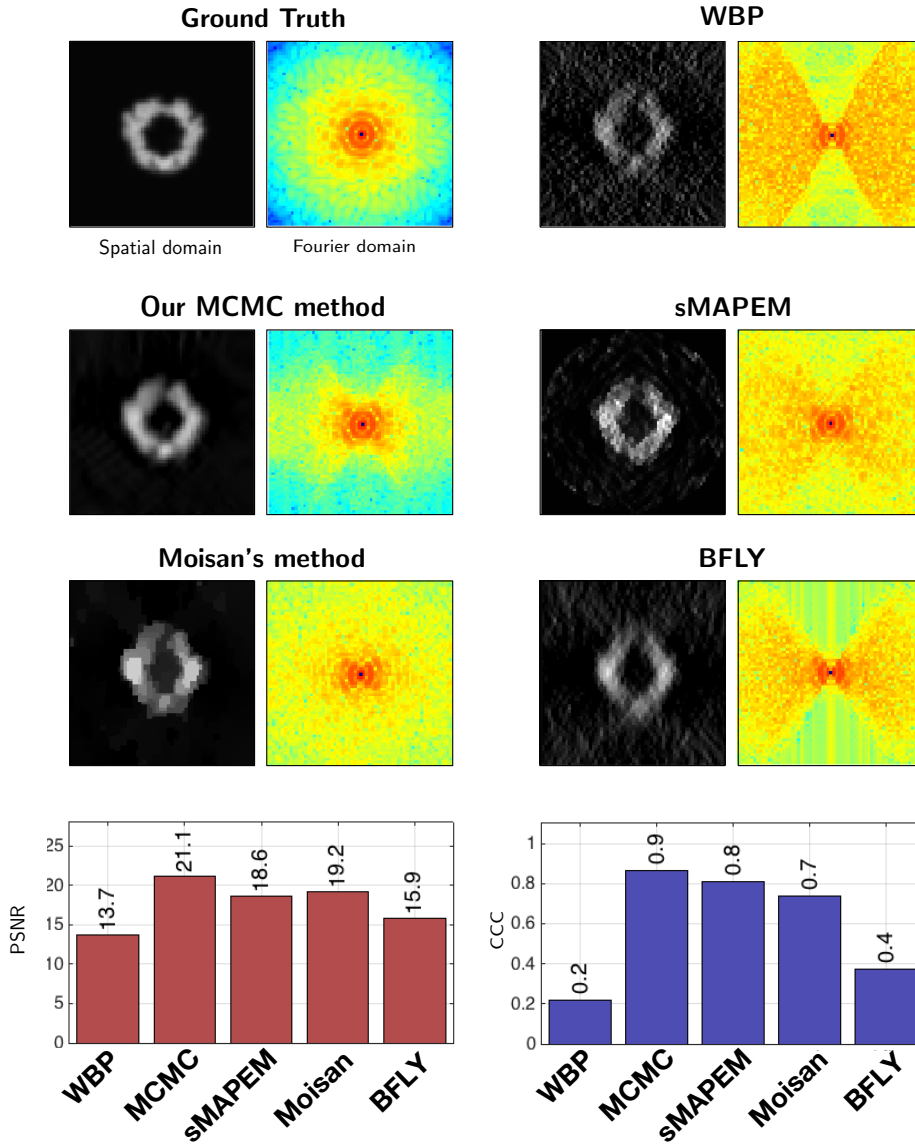 Ground Truth
WBP
Spatial domain
Fourier domain
Our MCMC method
sMAPEM
Moisan's method
BFLY
PSNR
25
20
15
10
5
0
13.7
21.1
18.6
19.2
15.9
WBP
MCMC
sMAPEM
Moisan
BFLY
CCC
1
0.8
0.6
0.4
0.2
0
0.2
0.9
0.8
0.7
0.4
WBP
MCMC
sMAPEM
Moisan
BFLY